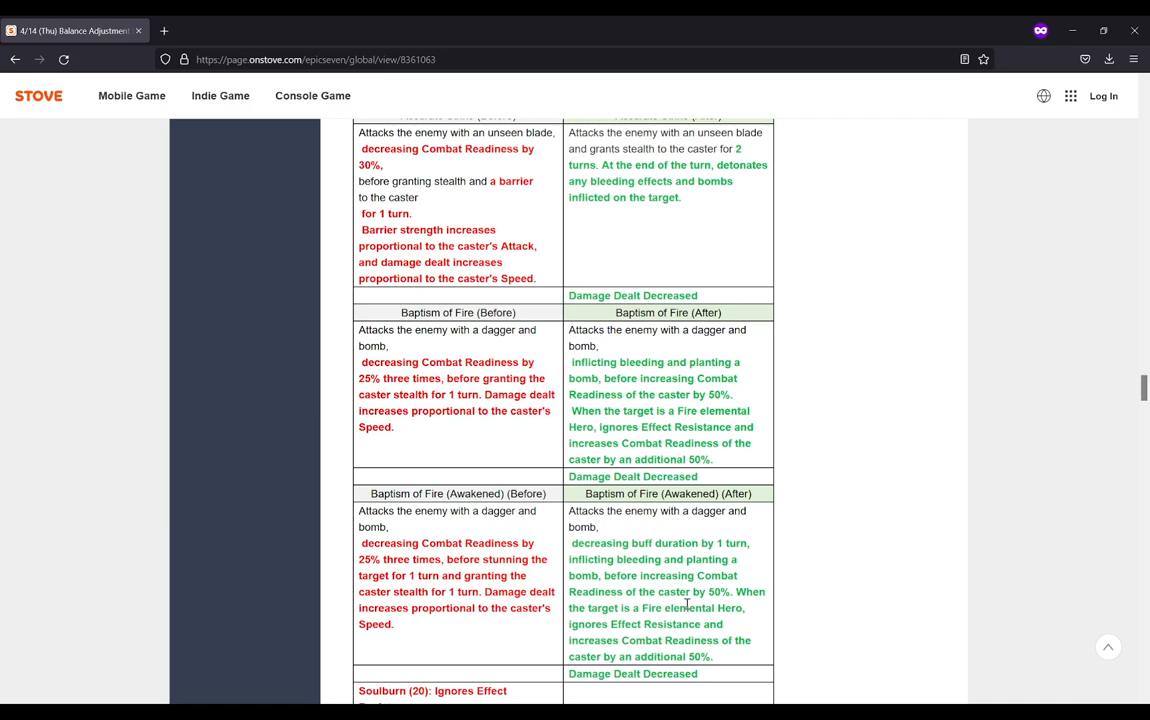 4/14 (Thu) Balance Adjustment
https://page.onstove.com/epicseven/global/view/8361063
STOVE
Mobile Game
Indie Game
Console Game
Log In
Attacks the enemy with an unseen blade,
decreasing Combat Readiness by
30%,
before granting stealth and a barrier
to the caster
for 1 turn.
Barrier strength increases
proportional to the caster's Attack,
and damage dealt increases
proportional to the caster's Speed.
Attacks the enemy with an unseen blade
and grants stealth to the caster for 2
turns. At the end of the turn, detonates
any bleeding effects and bombs
inflicted on the target.
Damage Dealt Decreased
Baptism of Fire (Before)
Baptism of Fire (After)
Attacks the enemy with a dagger and
bomb,
decreasing Combat Readiness by
25% three times, before granting the
caster stealth for 1 turn. Damage dealt
increases proportional to the caster's
Speed.
Attacks the enemy with a dagger and
bomb,
inflicting bleeding and planting a
bomb, before increasing Combat
Readiness of the caster by 50%.
When the target is a Fire elemental
Hero, ignores Effect Resistance and
increases Combat Readiness of the
caster by an additional 50%.
Damage Dealt Decreased
Baptism of Fire (Awakened) (Before)
Baptism of Fire (Awakened) (After)
Attacks the enemy with a dagger and
bomb,
decreasing Combat Readiness by
25% three times, before stunning the
target for 1 turn and granting the
caster stealth for 1 turn. Damage dealt
increases proportional to the caster's
Speed.
Attacks the enemy with a dagger and
bomb,
decreasing buff duration by 1 turn,
inflicting bleeding and planting a
bomb, before increasing Combat
Readiness of the caster by 50%. When
the target is a Fire elemental Hero,
ignores Effect Resistance and
increases Combat Readiness of the
caster by an additional 50%.
Damage Dealt Decreased
Soulburn (20): Ignores Effect